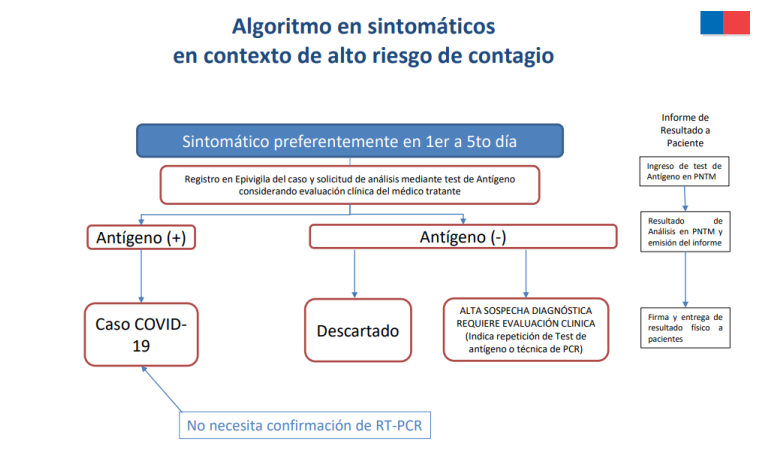 Algoritmo en sintomáticos
en contexto de alto riesgo de contagio
Sintomático preferentemente en 1er a 5to día
Registro en Epivigila del caso y solicitud de análisis mediante test de Antígeno
considerando evaluación clínica del médico tratante
Antígeno (+)
Antígeno (-)
Caso COVID-
19
Descartado
ALTA SOSPECHA DIAGNÓSTICA
REQUIERE EVALUACIÓN CLINICA
(Indica repetición de Test de
antígeno o técnica de PCR)
No necesita confirmación de RT-PCR
Informe de
Resultado a
Paciente
Ingreso de test de
Antígeno en PNTM
Resultado de
Análisis en PNTM y
emisión del informe
Firma y entrega de
resultado físico a
pacientes